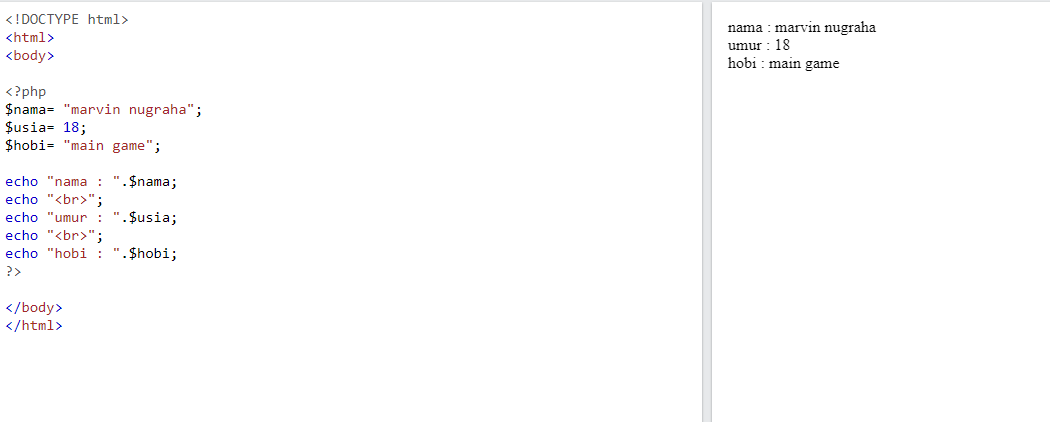 <!DOCTYPE html>
<html>
<body>
<?php
$nama= "marvin nugraha";
$usia= 18;
$hobi= "main game";
echo "nama : ".$nama;
echo "<br>";
echo "umur : ".$usia;
echo "<br>";
echo "hobi : ".$hobi;
?>
</body>
</html>
nama : marvin nugraha
umur : 18
hobi : main game